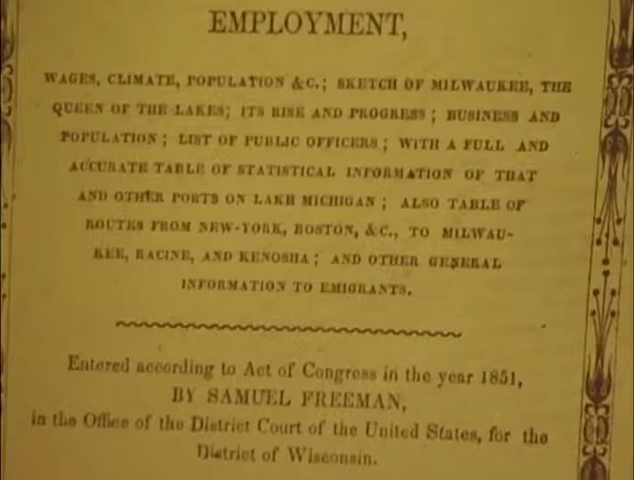 EMPLOYMENT,
WAGES, CLIMATE, POPULATION &C.; SKETCH OF MILWAUKEE, THE
QUEEN OF THE LAKES; ITS RISE AND PROGRESS; BUSINESS AND
POPULATION; LIST OF PUBLIC OFFICERS; WITH A FULL AND
ACCURATE TABLE OF STATISTICAL INFORMATION OF THAT
AND OTHER PORTS ON LAKE MICHIGAN; ALSO TABLE OF
ROUTES FROM NEW-YORK, BOSTON, &C., TO MILWAU-
KEE, RACINE, AND KENOSHA; AND OTHER GENERAL
INFORMATION TO EMIGRANTS.
Entered according to Act of Congress in the year 1851,
BY SAMUEL FREEMAN,
in the Office of the District Court of the United States, for the
District of Wisconsin.